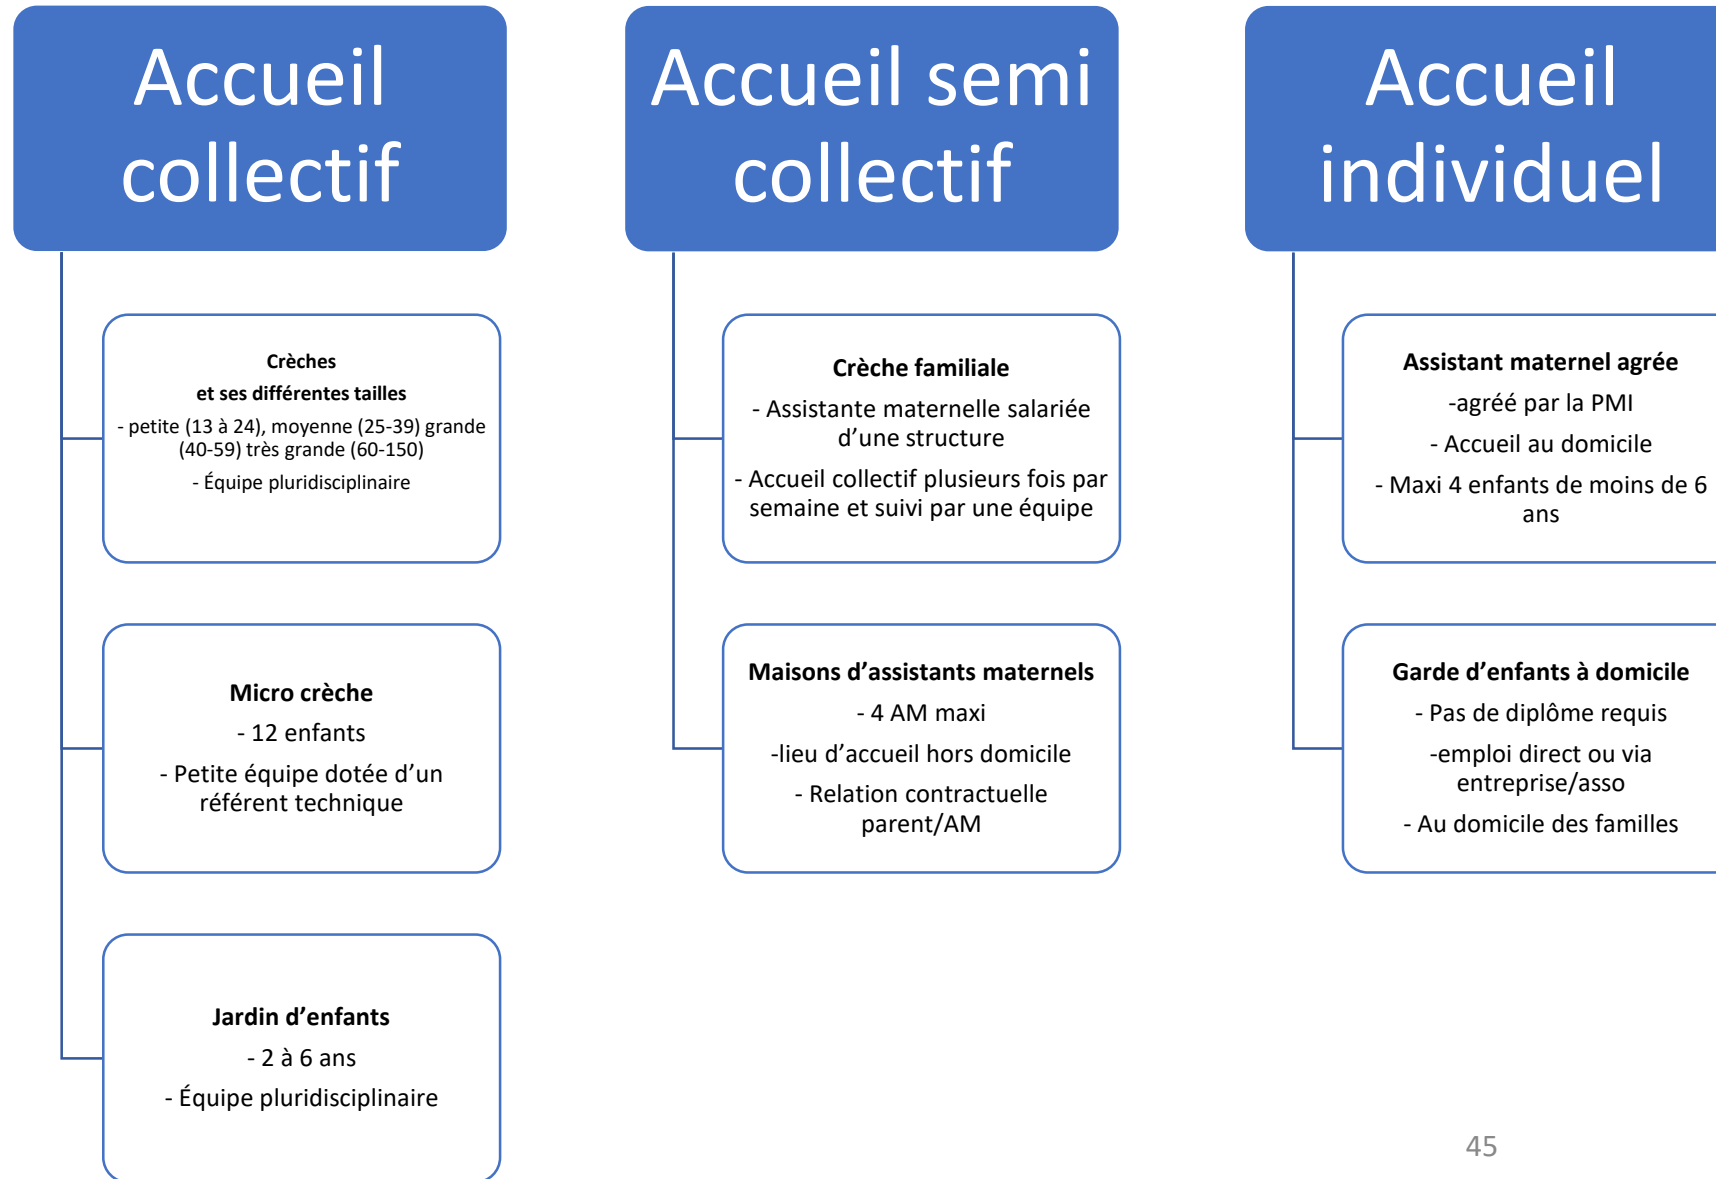 Accueil
collectif
Crèches
et ses différentes tailles
- petite (13 à 24), moyenne (25-39) grande
(40-59) très grande (60-150)
- Équipe pluridisciplinaire
Micro crèche
- 12 enfants
- Petite équipe dotée d’un
référent technique
Jardin d’enfants
- 2 à 6 ans
- Équipe pluridisciplinaire
Accueil semi
collectif
Crèche familiale
- Assistante maternelle salariée
d’une structure
- Accueil collectif plusieurs fois par
semaine et suivi par une équipe
Maisons d’assistants maternels
- 4 AM maxi
-lieu d’accueil hors domicile
- Relation contractuelle
parent/AM
Accueil
individuel
Assistant maternel agrée
-agréé par la PMI
- Accueil au domicile
- Maxi 4 enfants de moins de 6
ans
Garde d’enfants à domicile
- Pas de diplôme requis
-emploi direct ou via
entreprise/asso
- Au domicile des familles
45